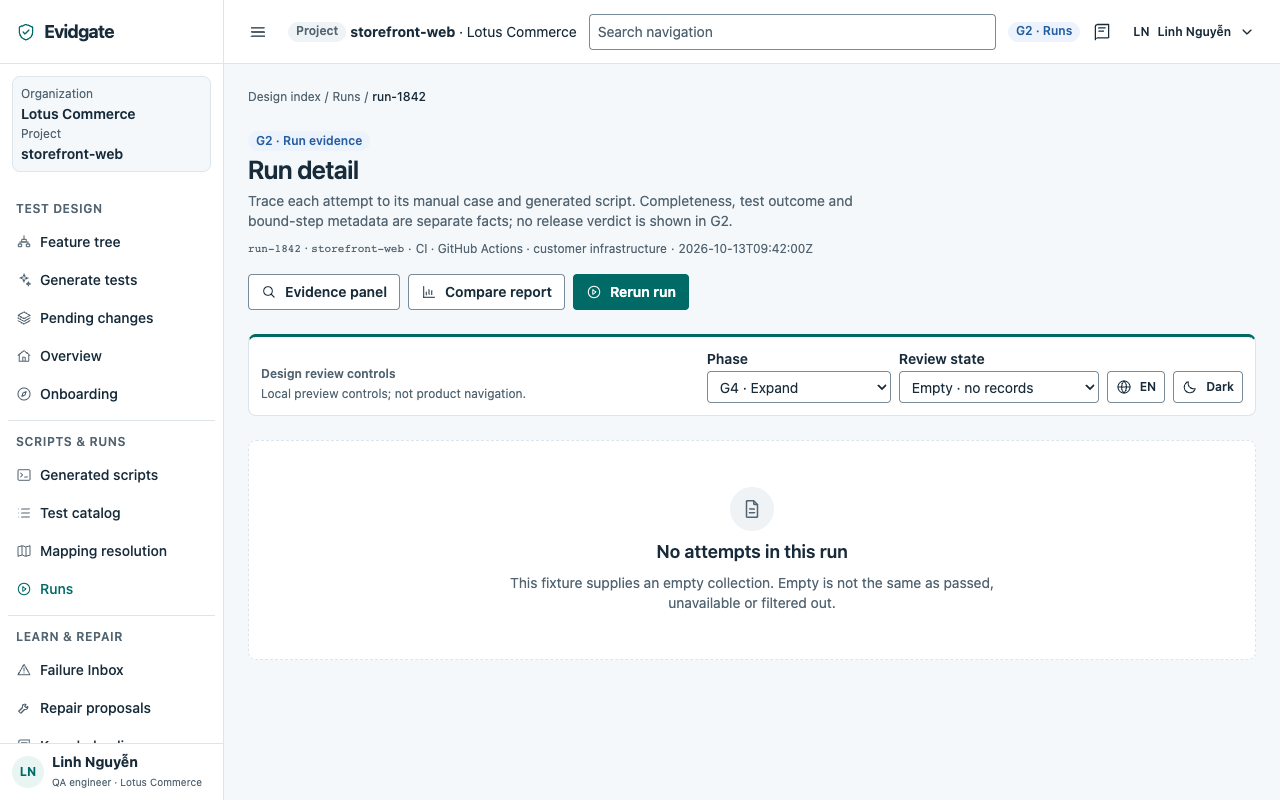 Evidgate
Project storefront-web · Lotus Commerce
Search navigation
G2 · Runs
LN Linh Nguyễn
Organization
Lotus Commerce
Project
storefront-web
TEST DESIGN
Feature tree
Generate tests
Pending changes
Overview
Onboarding
SCRIPTS & RUNS
Generated scripts
Test catalog
Mapping resolution
Runs
LEARN & REPAIR
Failure Inbox
Repair proposals
LN
Linh Nguyễn
QA engineer · Lotus Commerce
Design index / Runs / run-1842
G2 · Run evidence
Run detail
Trace each attempt to its manual case and generated script. Completeness, test outcome and
bound-step metadata are separate facts; no release verdict is shown in G2.
run-1842 · storefront-web · CI · GitHub Actions · customer infrastructure · 2026-10-13T09:42:00Z
Evidence panel
Compare report
Rerun run
Design review controls
Local preview controls; not product navigation.
Phase
G4 · Expand
Review state
Empty · no records
EN
Dark
No attempts in this run
This fixture supplies an empty collection. Empty is not the same as passed,
unavailable or filtered out.